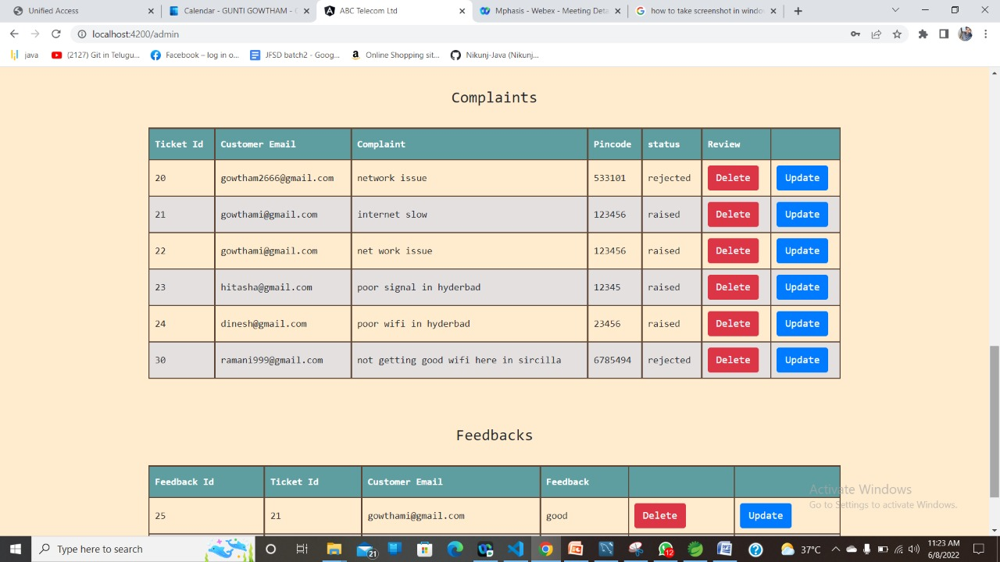 Unified Access
Calendar - GUNTI GOWTHAM - C
ABC Telecom Ltd
Mphasis - Webex - Meeting Deta
how to take screenshot in windo
localhost:4200/admin
java
(2127) Git in Telugu...
Facebook – log in o...
JFSD batch2 - Goog...
Online Shopping sit...
Nikunj-Java (Nikunj...
Complaints
Ticket Id Customer Email Complaint Pincode status Review
20 gowtham2666@gmail.com network issue 533101 rejected Delete Update
21 gowthami@gmail.com internet slow 123456 raised Delete Update
22 gowthami@gmail.com net work issue 123456 raised Delete Update
23 hitasha@gmail.com poor signal in hyderbad 12345 raised Delete Update
24 dinesh@gmail.com poor wifi in hyderbad 23456 raised Delete Update
30 ramani999@gmail.com not getting good wifi here in sircilla 6785494 rejected Delete Update
Feedbacks
Feedback Id Ticket Id Customer Email Feedback
25 21 gowthami@gmail.com good Delete Update
Activate Windows
Go to Settings to activate Windows.
Type here to search
21
12
37°C
11:23 AM
6/8/2022